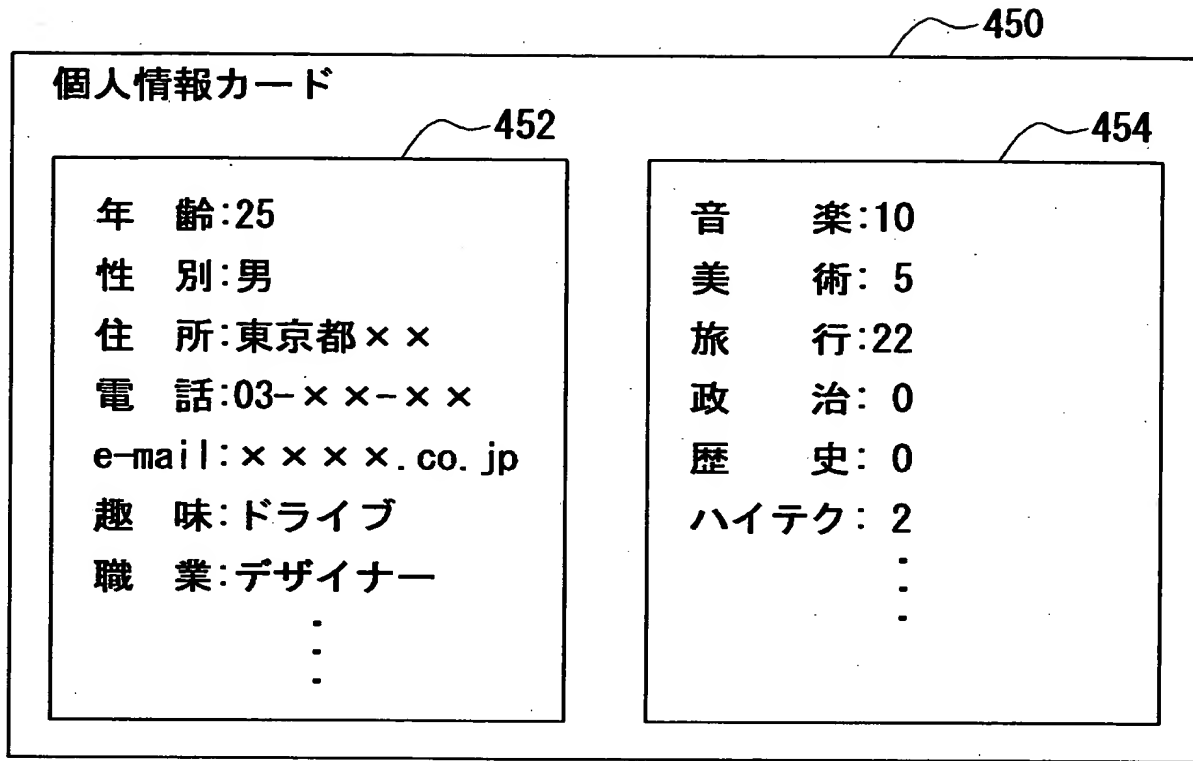 450
個人情報カード
452
年　齢:25
性　別:男
住　所:東京都××
電　話:03-××-××
e-mail:××××.co.jp
趣　味:ドライブ
職　業:デザイナー
454
音　　楽:10
美　　術: 5
旅　　行:22
政　　治: 0
歴　　史: 0
ハイテク: 2